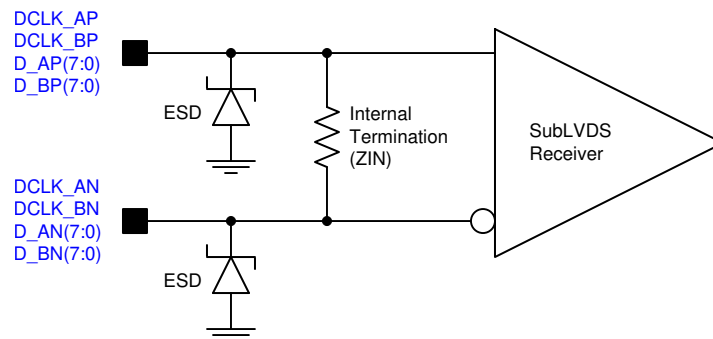 DCLK_AP
DCLK_BP
D_AP(7:0)
D_BP(7:0)
ESD
Internal
Termination
(ZIN)
SubLVDS
Receiver
DCLK_AN
DCLK_BN
D_AN(7:0)
D_BN(7:0)
ESD